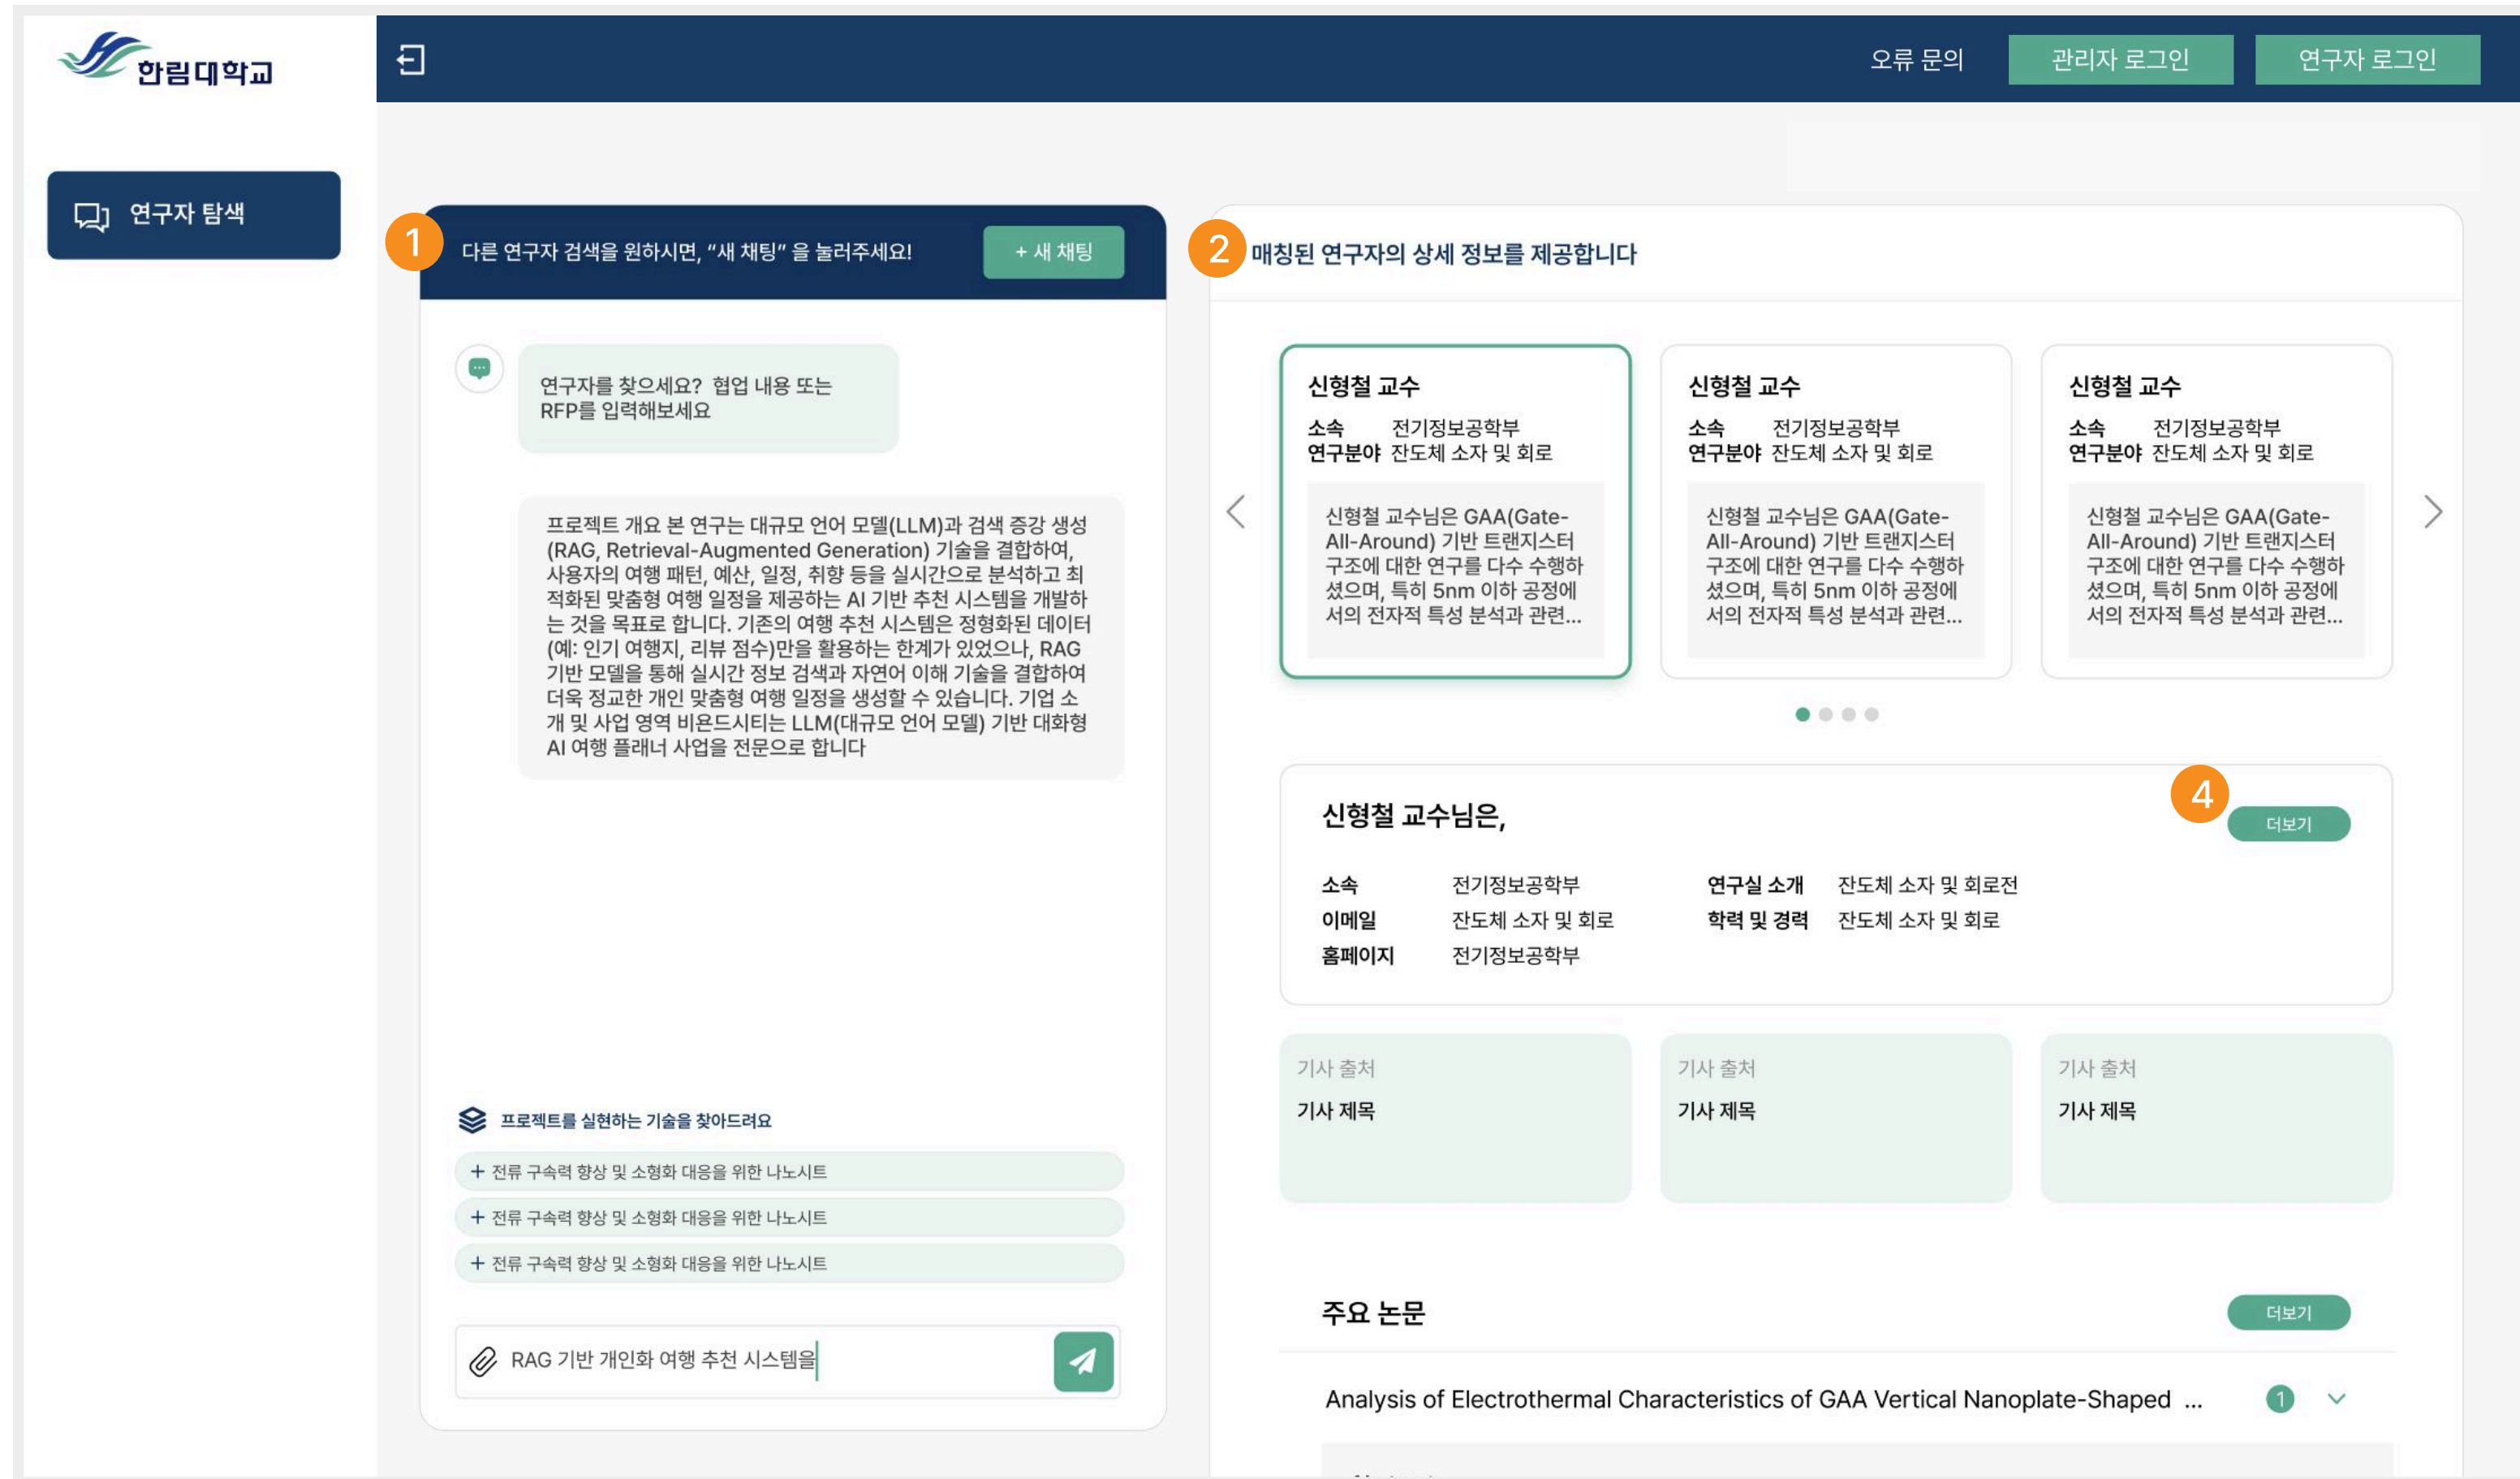 한림대학교
오류 문의
관리자 로그인
연구자 로그인
연구자 탐색
1
다른 연구자 검색을 원하시면, “새 채팅” 을 눌러주세요!
+ 새 채팅
연구자를 찾으세요? 협업 내용 또는
RFP를 입력해보세요
프로젝트 개요 본 연구는 대규모 언어 모델(LLM)과 검색 증강 생성
(RAG, Retrieval-Augmented Generation) 기술을 결합하여,
사용자의 여행 패턴, 예산, 일정, 취향 등을 실시간으로 분석하고 최
적화된 맞춤형 여행 일정을 제공하는 AI 기반 추천 시스템을 개발하
는 것을 목표로 합니다. 기존의 여행 추천 시스템은 정형화된 데이터
(예: 인기 여행지, 리뷰 점수)만을 활용하는 한계가 있었으나, RAG
기반 모델을 통해 실시간 정보 검색과 자연어 이해 기술을 결합하여
더욱 정교한 개인 맞춤형 여행 일정을 생성할 수 있습니다. 기업 소
개 및 사업 영역 비욘드시티는 LLM(대규모 언어 모델) 기반 대화형
AI 여행 플래너 사업을 전문으로 합니다
프로젝트를 실현하는 기술을 찾아드려요
+ 전류 구속력 향상 및 소형화 대응을 위한 나노시트
+ 전류 구속력 향상 및 소형화 대응을 위한 나노시트
+ 전류 구속력 향상 및 소형화 대응을 위한 나노시트
RAG 기반 개인화 여행 추천 시스템을
2
매칭된 연구자의 상세 정보를 제공합니다
신형철 교수
소속 전기정보공학부
연구분야 잔도체 소자 및 회로
신형철 교수님은 GAA(Gate-
All-Around) 기반 트랜지스터
구조에 대한 연구를 다수 수행하
셨으며, 특히 5nm 이하 공정에
서의 전자적 특성 분석과 관련...
신형철 교수
소속 전기정보공학부
연구분야 잔도체 소자 및 회로
신형철 교수님은 GAA(Gate-
All-Around) 기반 트랜지스터
구조에 대한 연구를 다수 수행하
셨으며, 특히 5nm 이하 공정에
서의 전자적 특성 분석과 관련...
신형철 교수
소속 전기정보공학부
연구분야 잔도체 소자 및 회로
신형철 교수님은 GAA(Gate-
All-Around) 기반 트랜지스터
구조에 대한 연구를 다수 수행하
셨으며, 특히 5nm 이하 공정에
서의 전자적 특성 분석과 관련...
신형철 교수님은,
4
더보기
소속 전기정보공학부 연구실 소개 잔도체 소자 및 회로전
이메일 잔도체 소자 및 회로 학력 및 경력 잔도체 소자 및 회로
홈페이지 전기정보공학부
기사 출처
기사 제목
기사 출처
기사 제목
기사 출처
기사 제목
주요 논문
더보기
Analysis of Electrothermal Characteristics of GAA Vertical Nanoplate-Shaped ...
1